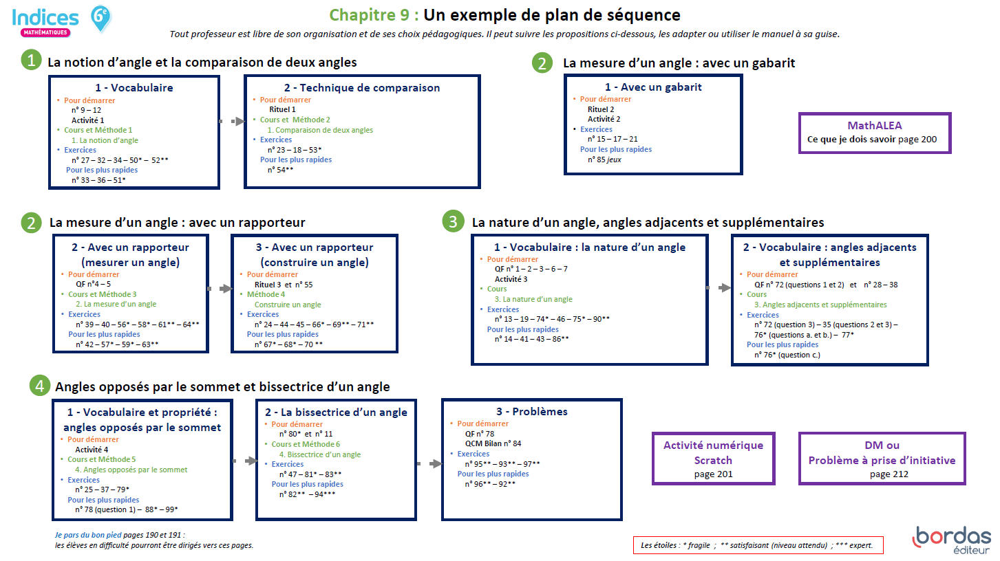 Indices 6e
MATHÉMATIQUES
Chapitre 9 : Un exemple de plan de séquence
Tout professeur est libre de son organisation et de ses choix pédagogiques. Il peut suivre les propositions ci-dessous, les adapter ou utiliser le manuel à sa guise.
1 La notion d’angle et la comparaison de deux angles
1 - Vocabulaire
• Pour démarrer
n° 9 – 12
Activité 1
• Cours et Méthode 1
1. La notion d’angle
• Exercices
n° 27 – 32 – 34 – 50* – 52**
Pour les plus rapides
n° 33 – 36 – 51*
2 - Technique de comparaison
• Pour démarrer
Rituel 1
• Cours et Méthode 2
1. Comparaison de deux angles
• Exercices
n° 23 – 18 – 53*
Pour les plus rapides
n° 54**
2 La mesure d’un angle : avec un gabarit
1 - Avec un gabarit
• Pour démarrer
Rituel 2
Activité 2
• Exercices
n° 15 – 17 – 21
Pour les plus rapides
n° 85 jeux
MathALEA
Ce que je dois savoir page 200
2 La mesure d’un angle : avec un rapporteur
2 - Avec un rapporteur
(mesurer un angle)
• Pour démarrer
QF n°4 – 5
• Cours et Méthode 3
2. La mesure d’un angle
• Exercices
n° 39 – 40 – 56* – 58* – 61** – 64**
Pour les plus rapides
n° 42 – 57* – 59* – 63**
3 - Avec un rapporteur
(construire un angle)
• Pour démarrer
Rituel 3 et n° 55
• Méthode 4
Construire un angle
• Exercices
n° 24 – 44 – 45 – 66* – 69** – 71**
Pour les plus rapides
n° 67* – 68* – 70 **
3 La nature d’un angle, angles adjacents et supplémentaires
1 - Vocabulaire : la nature d’un angle
• Pour démarrer
QF n° 1 – 2 – 3 – 6 – 7
Activité 3
• Cours
3. La nature d’un angle
• Exercices
n° 13 – 19 – 74* – 46 – 75* – 90**
Pour les plus rapides
n° 14 – 41 – 43 – 86**
2 - Vocabulaire : angles adjacents
et supplémentaires
• Pour démarrer
QF n° 72 (questions 1 et 2) et n° 28 – 38
• Cours
3. Angles adjacents et supplémentaires
• Exercices
n° 72 (question 3) – 35 (questions 2 et 3) –
76* (questions a. et b.) – 77*
Pour les plus rapides
n° 76* (question c.)
4 Angles opposés par le sommet et bissectrice d’un angle
1 - Vocabulaire et propriété :
angles opposés par le sommet
• Pour démarrer
Activité 4
• Cours et Méthode 5
4. Angles opposés par le sommet
• Exercices
n° 25 – 37 – 79*
Pour les plus rapides
n° 78 (question 1) – 88* – 99*
2 - La bissectrice d’un angle
• Pour démarrer
n° 80* et n° 11
• Cours et Méthode 6
4. Bissectrice d’un angle
• Exercices
n° 47 – 81* – 83**
Pour les plus rapides
n° 82** – 94***
3 - Problèmes
• Pour démarrer
QF n° 78
QCM Bilan n° 84
• Exercices
n° 95** – 93** – 97**
Pour les plus rapides
n° 96** – 92**
Activité numérique
Scratch
page 201
DM ou
Problème à prise d’initiative
page 212
Je pars du bon pied pages 190 et 191 :
les élèves en difficulté pourront être dirigés vers ces pages.
Les étoiles : * fragile ; ** satisfaisant (niveau attendu) ; *** expert.
bordas
éditeur